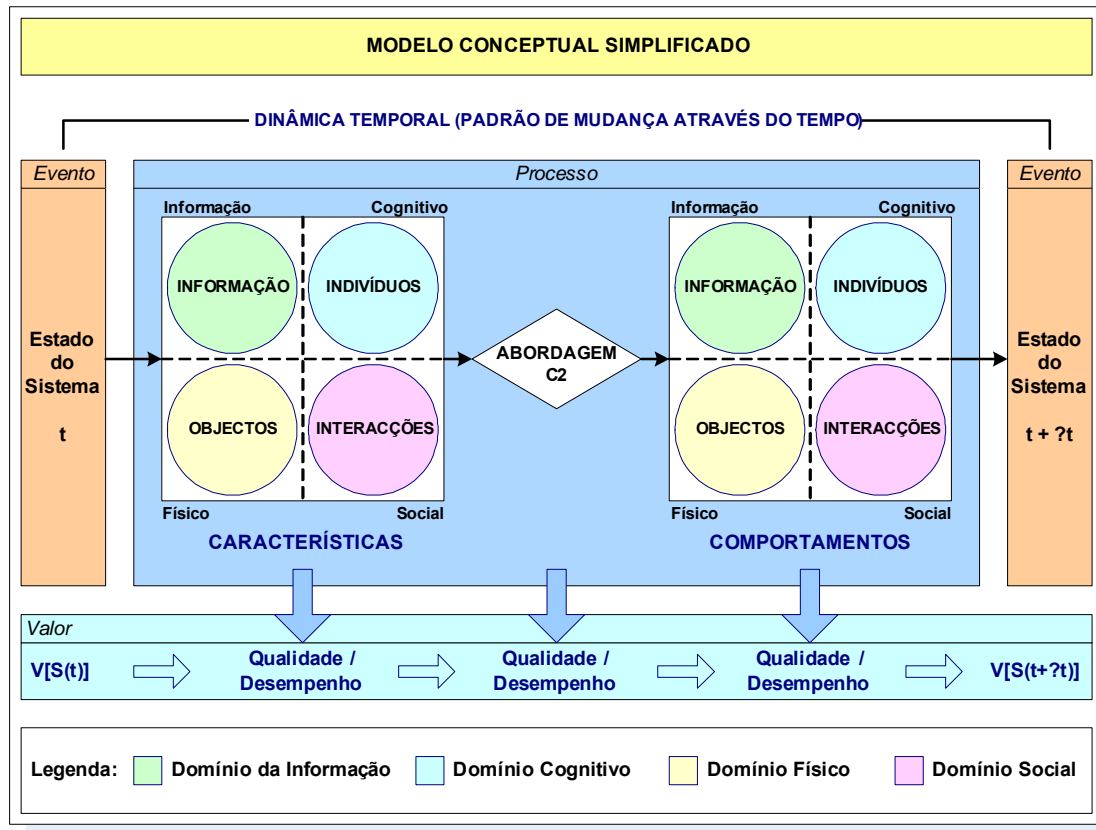 MODELO CONCEPTUAL SIMPLIFICADO
DINÂMICA TEMPORAL (PADRÃO DE MUDANÇA ATRAVÉS DO TEMPO)
Evento
Processo
Evento
Informação
Cognitivo
Informação
Cognitivo
INFORMAÇÃO
INDIVÍDUOS
INFORMAÇÃO
INDIVÍDUOS
Estado
do
Sistema
t
ABORDAGEM
C2
Estado
do
Sistema
t + ?t
OBJECTOS
INTERACÇÕES
OBJECTOS
INTERACÇÕES
Físico
Social
Físico
Social
CARACTERÍSTICAS
COMPORTAMENTOS
Valor
V[S(t)]
Qualidade /
Desempenho
Qualidade /
Desempenho
Qualidade /
Desempenho
V[S(t+?t)]
Legenda:
Domínio da Informação
Domínio Cognitivo
Domínio Físico
Domínio Social